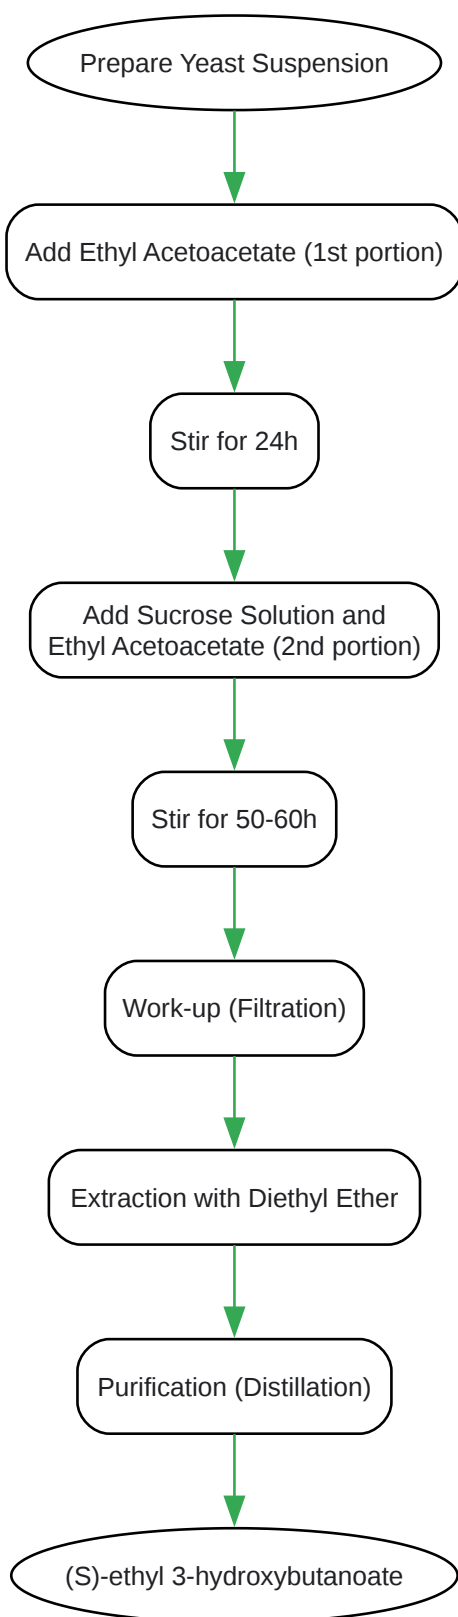 Prepare Yeast Suspension
Add Ethyl Acetoacetate (1st portion)
Stir for 24h
Add Sucrose Solution and
Ethyl Acetoacetate (2nd portion)
Stir for 50-60h
Work-up (Filtration)
Extraction with Diethyl Ether
Purification (Distillation)
(S)-ethyl 3-hydroxybutanoate